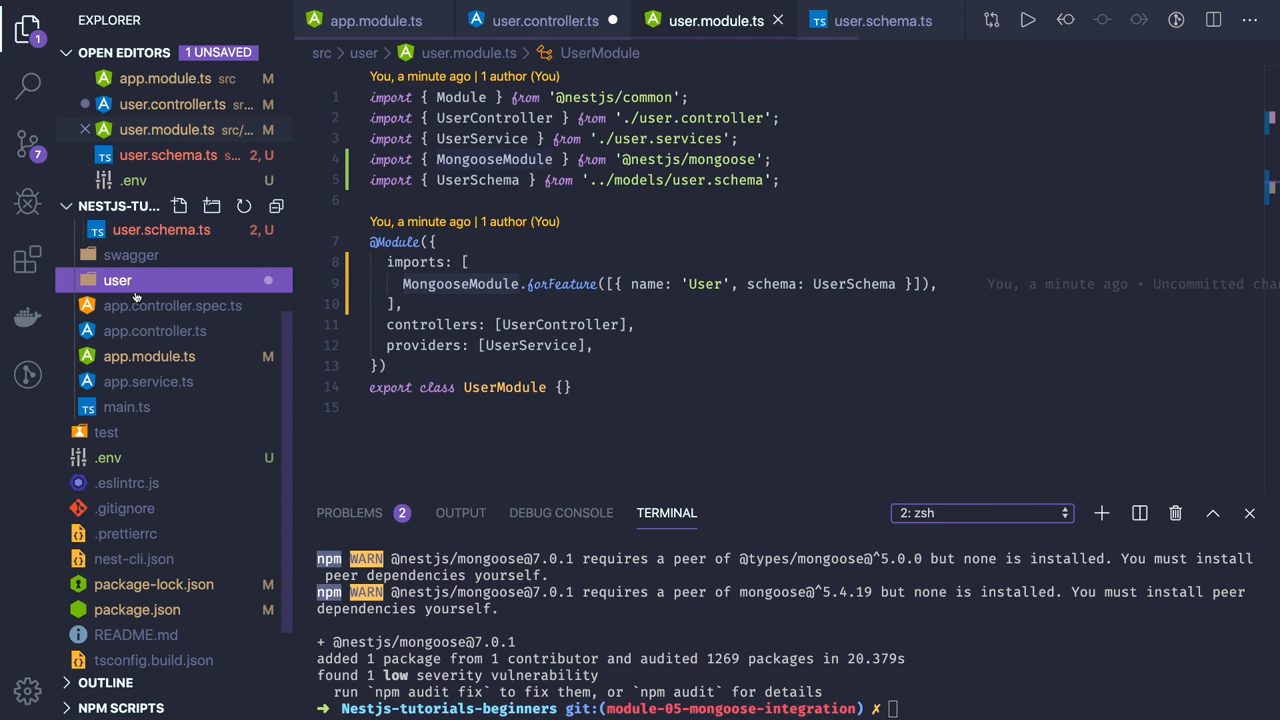 EXPLORER
app.module.ts
user.controller.ts
user.module.ts
TS user.schema.ts
1
OPEN EDITORS 1 UNSAVED
src > user > user.module.ts > UserModule
app.module.ts src M
user.controller.ts sr... M
user.module.ts src/... M
TS user.schema.ts s... 2, U
.env U
7
NESTJS-TU...
TS user.schema.ts 2, U
swagger
user
app.controller.spec.ts
app.controller.ts
app.module.ts M
app.service.ts
TS main.ts
test
.env U
.eslintrc.js
.gitignore
.prettierrc
nest-cli.json
package-lock.json M
package.json M
README.md
tsconfig.build.json
OUTLINE
NPM SCRIPTS
You, a minute ago | 1 author (You)
1 import { Module } from '@nestjs/common';
2 import { UserController } from './user.controller';
3 import { UserService } from './user.services';
4 import { MongooseModule } from '@nestjs/mongoose';
5 import { UserSchema } from '../models/user.schema';
6
You, a minute ago | 1 author (You)
7 @Module({
8 imports: [
9 MongooseModule.forFeature([{ name: 'User', schema: UserSchema }]), You, a minute ago • Uncommitted cha
10 ],
11 controllers: [UserController],
12 providers: [UserService],
13 })
14 export class UserModule {}
15
PROBLEMS 2 OUTPUT DEBUG CONSOLE TERMINAL 2: zsh
npm WARN @nestjs/mongoose@7.0.1 requires a peer of @types/mongoose@^5.0.0 but none is installed. You must install
peer dependencies yourself.
npm WARN @nestjs/mongoose@7.0.1 requires a peer of mongoose@^5.4.19 but none is installed. You must install peer
dependencies yourself.
+ @nestjs/mongoose@7.0.1
added 1 package from 1 contributor and audited 1269 packages in 20.379s
found 1 low severity vulnerability
run `npm audit fix` to fix them, or `npm audit` for details
→ Nestjs-tutorials-beginners git:(module-05-mongoose-integration) ✗